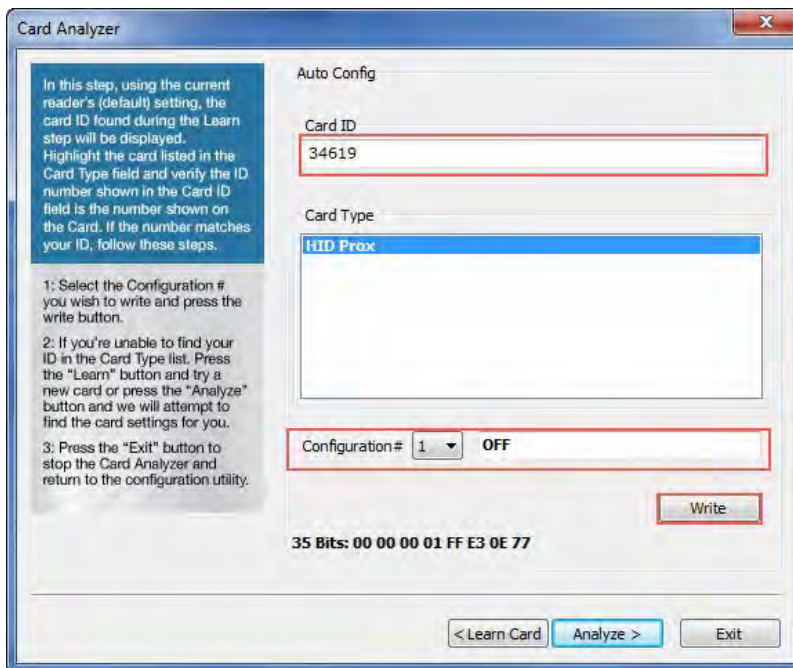 Card Analyzer
In this step, using the current
reader's (default) setting, the
card ID found during the Learn
step will be displayed.
Highlight the card listed in the
Card Type field and verify the ID
number shown in the Card ID
field is the number shown on
the Card. If the number matches
your ID, follow these steps.
1: Select the Configuration #
you wish to write and press the
write button.
2: If you're unable to find your
ID in the Card Type list. Press
the "Learn" button and try a
new card or press the "Analyze"
button and we will attempt to
find the card settings for you.
3: Press the "Exit" button to
stop the Card Analyzer and
return to the configuration utility.
Auto Config
Card ID
34619
Card Type
HID Prox
Configuration# 1 OFF
Write
35 Bits: 00 00 00 01 FF E3 0E 77
< Learn Card Analyze > Exit